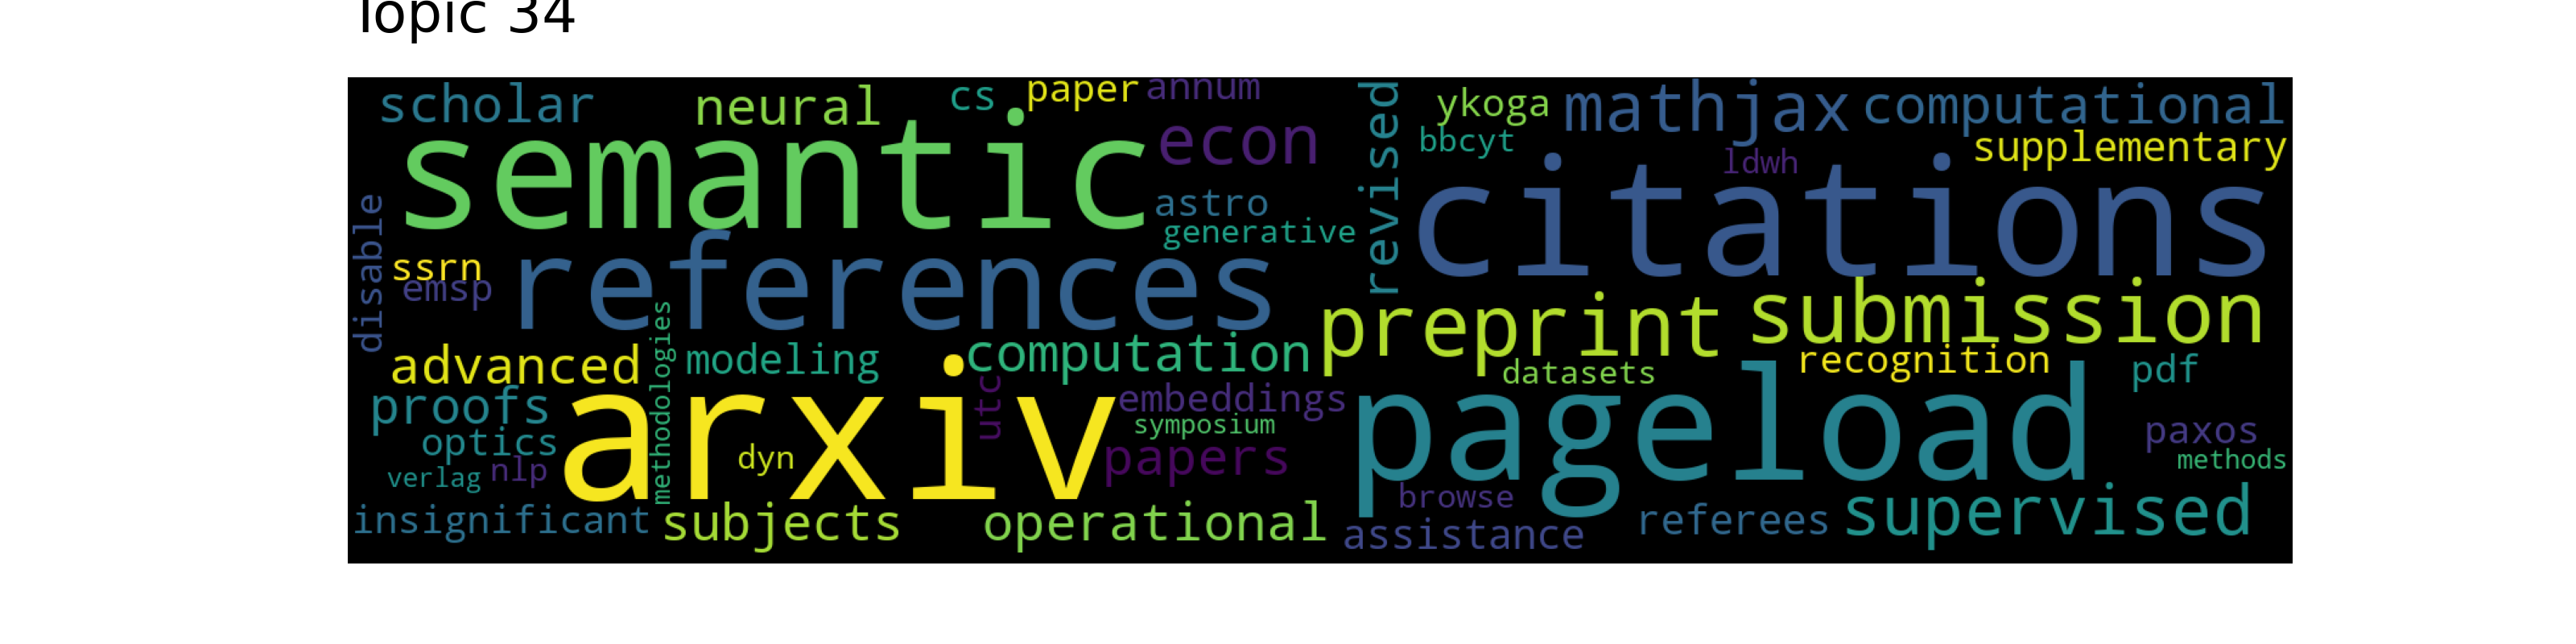 Topic 34
scholar neural cs paper annum revised ykoga mathjax computational
semantic econ bbcyt ldwh supplementary
disable astro generative citations
ssrn emsp references
preprint submission
advanced methodologies modeling computation datasets recognition pdf
proofs arxiv utc embeddings pageload
optics symposium paxos
verlag nlp dyn papers methods
browse
insignificant subjects operational assistance referees supervised